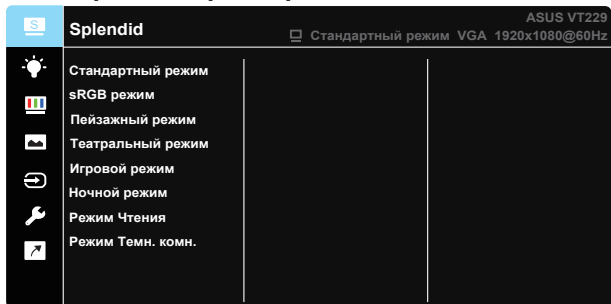 S
Splendid
ASUS VT229
Стандартный режим VGA 1920x1080@60Hz
Стандартный режим
sRGB режим
Пейзажный режим
Театральный режим
Игровой режим
Ночной режим
Режим Чтения
Режим Темн. комн.